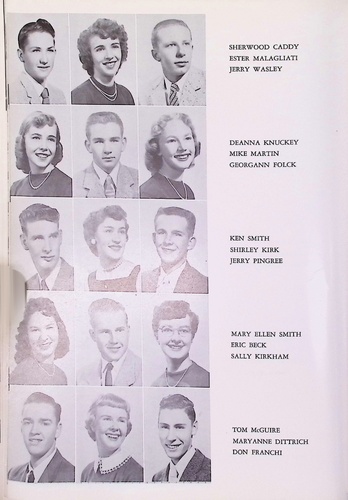 SHERWOOD CADDY
ESTER MALAGLIATI
JERRY WASLEY
DEANNA KNUCKEY
MIKE MARTIN
GEORGANN FOLCK
KEN SMITH
SHIRLEY KIRK
JERRY PINGREE
MARY ELLEN SMITH
ERIC BECK
SALLY KIRKHAM
TOM McGUIRE
MARYANNE DITTRICH
DON FRANCHI